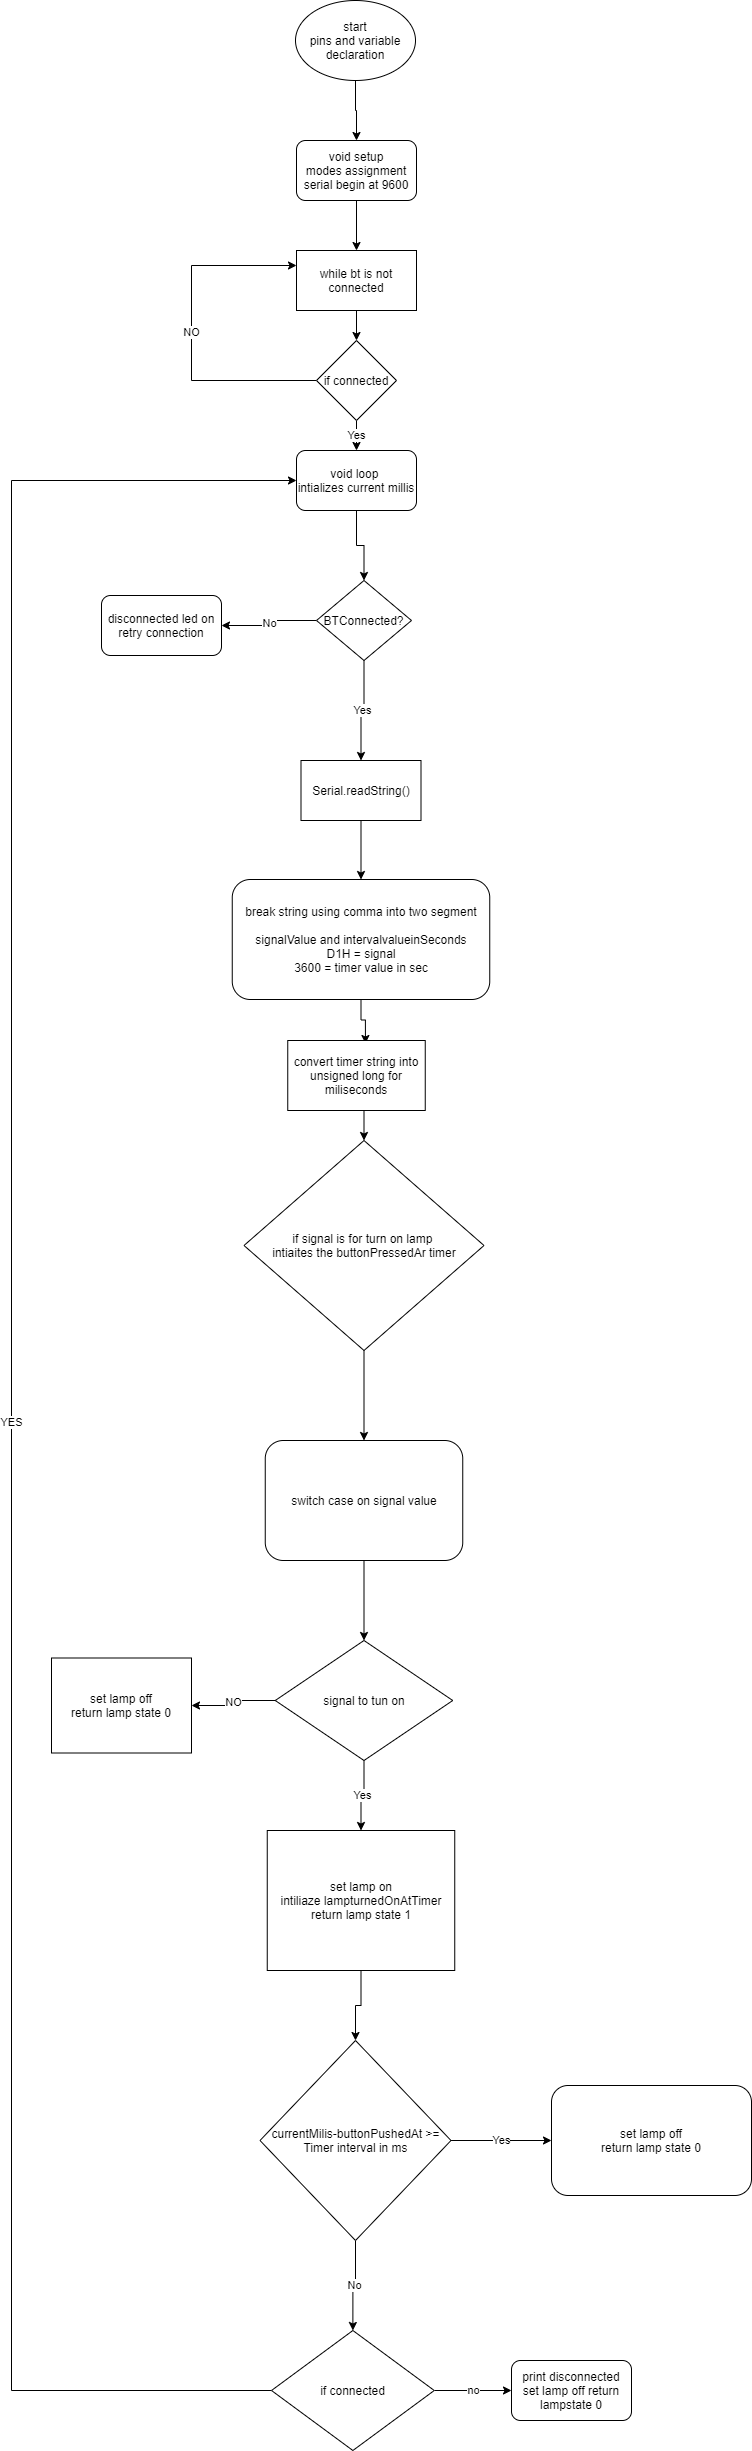 start
pins and variable
declaration
void setup
modes assignment
serial begin at 9600
while bt is not
connected
NO
if connected
Yes
void loop
intializes current millis
disconnected led on
retry connection
No
BTConnected?
Yes
Serial.readString()
break string using comma into two segment
signalValue and intervalvalueinSeconds
D1H = signal
3600 = timer value in sec
convert timer string into
unsigned long for
miliseconds
if signal is for turn on lamp
intiaites the buttonPressedAr timer
YES
switch case on signal value
set lamp off
return lamp state 0
NO
signal to tun on
Yes
set lamp on
intiliaze lampturnedOnAtTimer
return lamp state 1
currentMilis-buttonPushedAt >=
Timer interval in ms
Yes
set lamp off
return lamp state 0
No
if connected
no
print disconnected
set lamp off return
lampstate 0